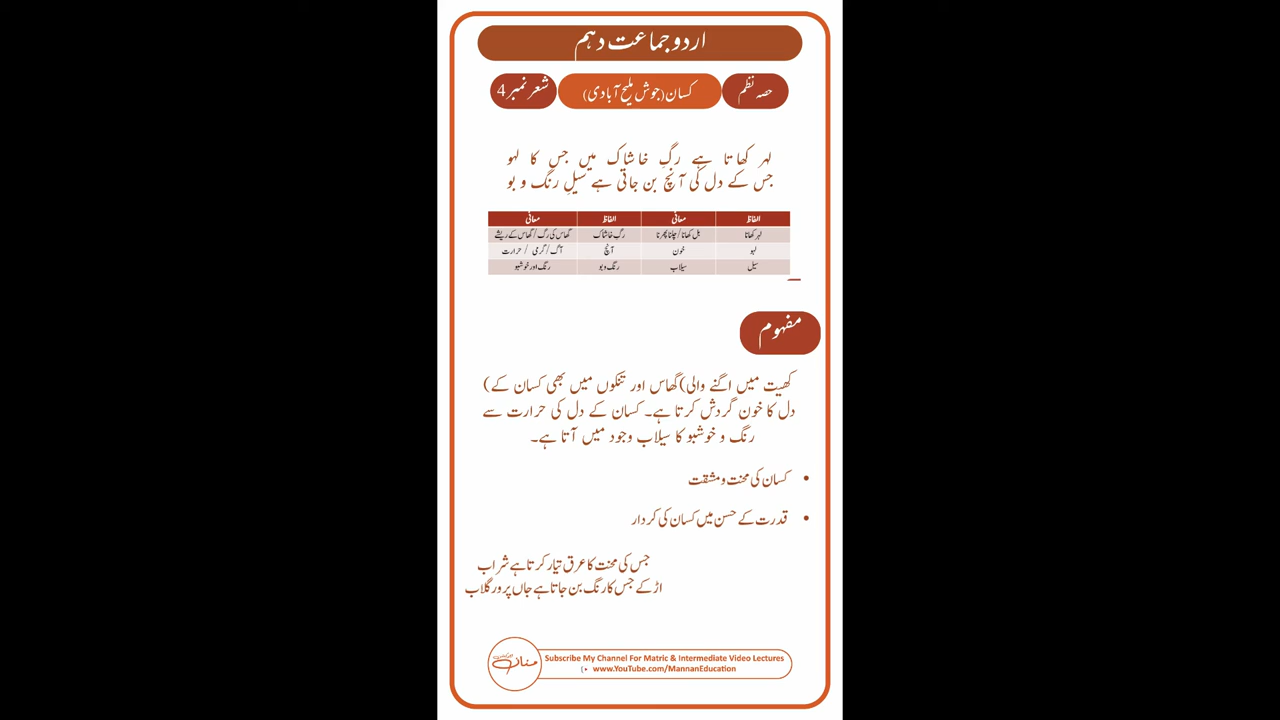 اردو جماعت دہم
حصہ نظم
کسان (جوش ملیح آبادی)
شعر نمبر 4
لہر کھاتا ہے رگِ خاشاک میں جس کا لہو
جس کے دل کی آنچ بن جاتی ہے سیلِ رنگ و بو
الفاظ معانی الفاظ معانی
لہر کھانا بل کھانا / چلنا پھرنا رگِ خاشاک گھاس کی رگ / گھاس کے ریشے
لہو خون آنچ آگ / گرمی / حرارت
سیل سیلاب رنگ و بو رنگ اور خوشبو
مفہوم
کھیت میں اگنے والی)گھاس اور تنکوں میں بھی کسان کے)
دل کا خون گردش کرتا ہے۔ کسان کے دل کی حرارت سے
رنگ و خوشبو کا سیلاب وجود میں آتا ہے۔
• کسان کی محنت و مشقت
• قدرت کے حسن میں کسان کی کردار
جس کی محنت کا عرق تیار کرتا ہے شراب
اڑ کے جس کا رنگ بن جاتا ہے جاں پرور گلاب
منان
Subscribe My Channel For Matric & Intermediate Video Lectures
www.YouTube.com/MannanEducation